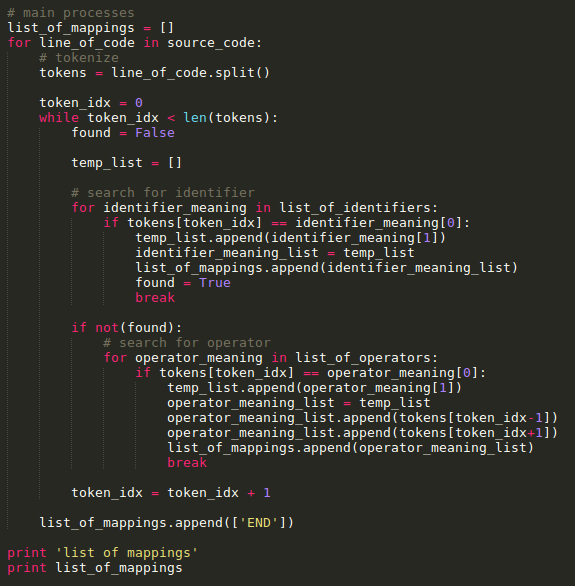 # main processes
list_of_mappings = []
for line_of_code in source_code:
    # tokenize
    tokens = line_of_code.split()

    token_idx = 0
    while token_idx < len(tokens):
        found = False

        temp_list = []

        # search for identifier
        for identifier_meaning in list_of_identifiers:
            if tokens[token_idx] == identifier_meaning[0]:
                temp_list.append(identifier_meaning[1])
                identifier_meaning_list = temp_list
                list_of_mappings.append(identifier_meaning_list)
                found = True
                break

        if not(found):
            # search for operator
            for operator_meaning in list_of_operators:
                if tokens[token_idx] == operator_meaning[0]:
                    temp_list.append(operator_meaning[1])
                    operator_meaning_list = temp_list
                    operator_meaning_list.append(tokens[token_idx-1])
                    operator_meaning_list.append(tokens[token_idx+1])
                    list_of_mappings.append(operator_meaning_list)
                    break

        token_idx = token_idx + 1

    list_of_mappings.append(['END'])

print 'list of mappings'
print list_of_mappings